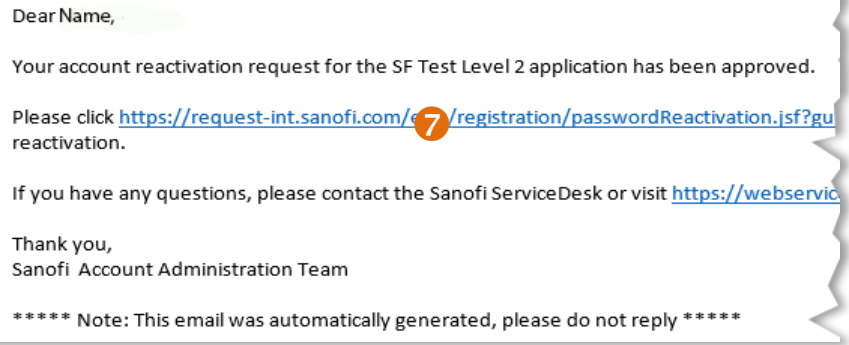 Dear Name,
Your account reactivation request for the SF Test Level 2 application has been approved.
Please click https://request-int.sanofi.com/ 7 /registration/passwordReactivation.jsf?gu
reactivation.
If you have any questions, please contact the Sanofi ServiceDesk or visit https://webservic
Thank you,
Sanofi Account Administration Team
***** Note: This email was automatically generated, please do not reply *****